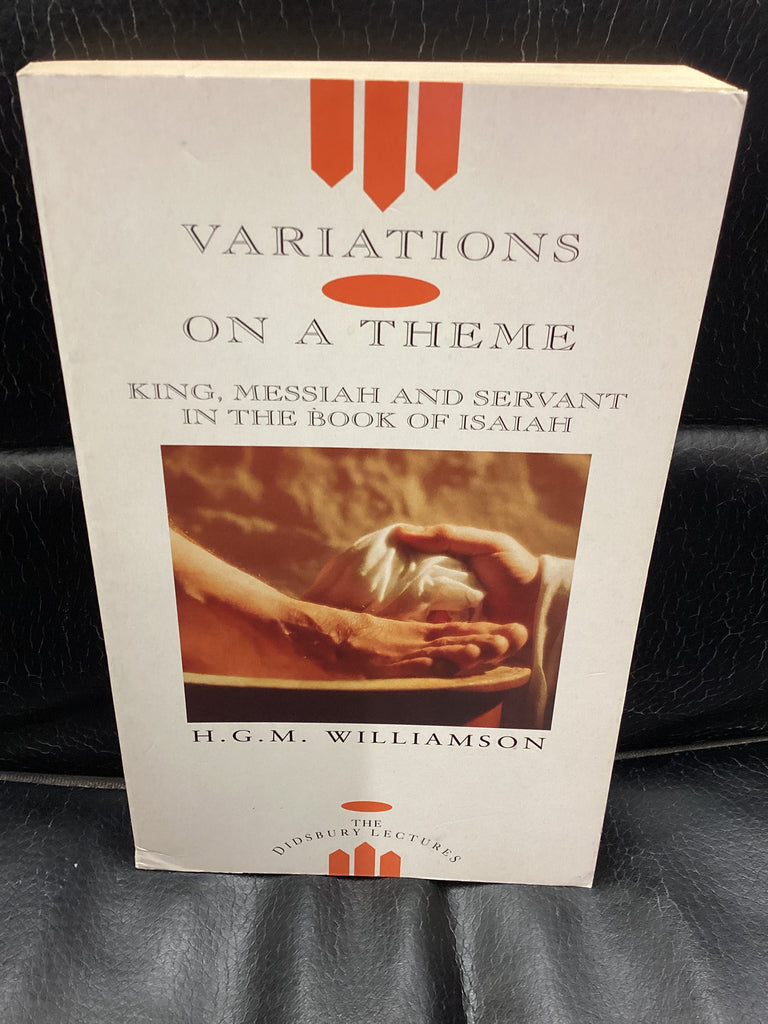 VARIATIONS
ON A THEME
KING, MESSIAH AND SERVANT
IN THE BOOK OF ISAIAH
H.G.M. WILLIAMSON
THE
DIDSBURY LECTURES